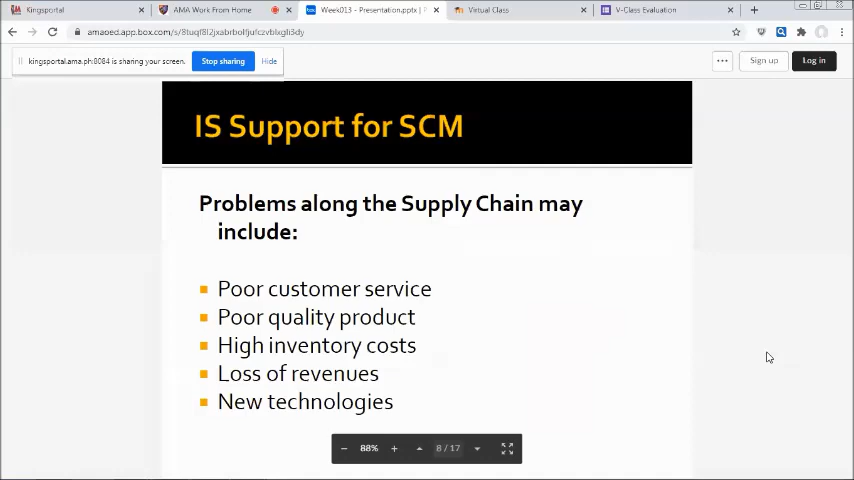 Kingsportal
AMA Work From Home
Week013 - Presentation.pptx | P
Virtual Class
V-Class Evaluation
kingsportal.ama.ph:8084 is sharing your screen.
Stop sharing
Hide
Sign up
Log in
IS Support for SCM
Problems along the Supply Chain may
include:
Poor customer service
Poor quality product
High inventory costs
Loss of revenues
New technologies
88%
8 / 17